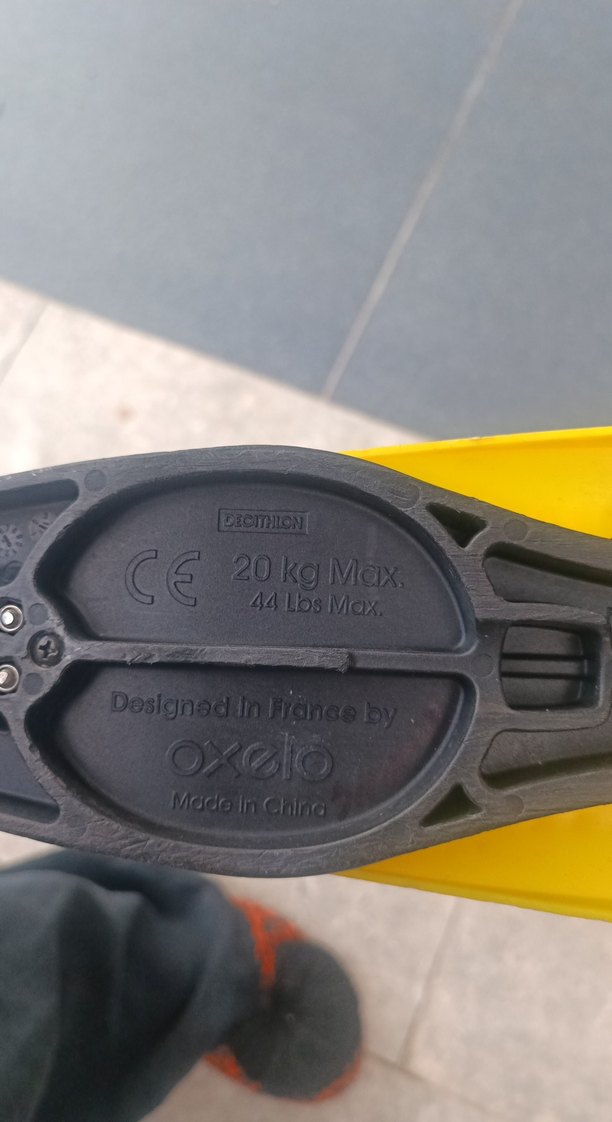 DECATHLON
CE
20 kg Max.
44 Lbs Max.
Designed in France by
oxelo
Made in China